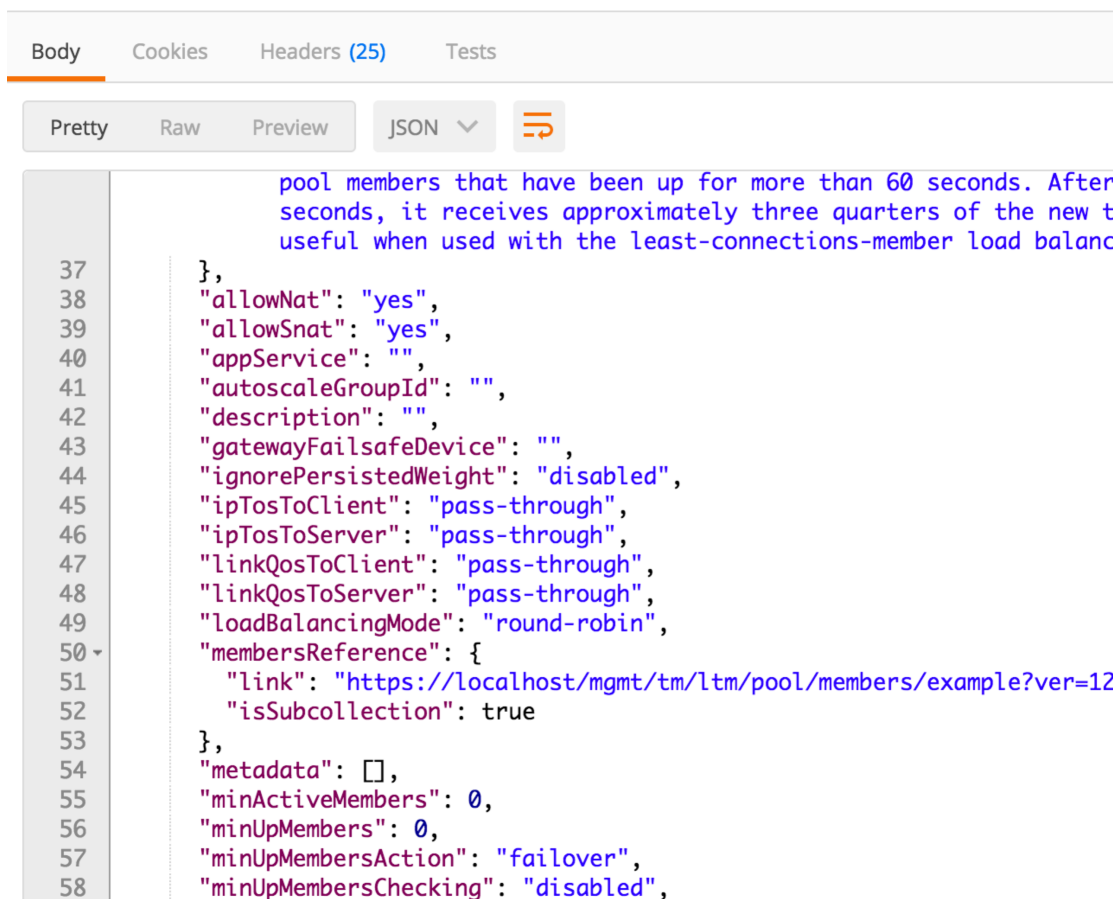 Body Cookies Headers (25) Tests
Pretty Raw Preview JSON
pool members that have been up for more than 60 seconds. After
seconds, it receives approximately three quarters of the new
useful when used with the least-connections-member load
37 },
38 "allowNat": "yes",
39 "allowSnat": "yes",
40 "appService": "",
41 "autoscaleGroupId": "",
42 "description": "",
43 "gatewayFailsafeDevice": "",
44 "ignorePersistedWeight": "disabled",
45 "ipTosToClient": "pass-through",
46 "ipTosToServer": "pass-through",
47 "linkQosToClient": "pass-through",
48 "linkQosToServer": "pass-through",
49 "loadBalancingMode": "round-robin",
50 "membersReference": {
51 "link": "https://localhost/mgmt/tm/ltm/pool/members/example?ver=12
52 "isSubcollection": true
53 },
54 "metadata": [],
55 "minActiveMembers": 0,
56 "minUpMembers": 0,
57 "minUpMembersAction": "failover",
58 "minUpMembersChecking": "disabled",